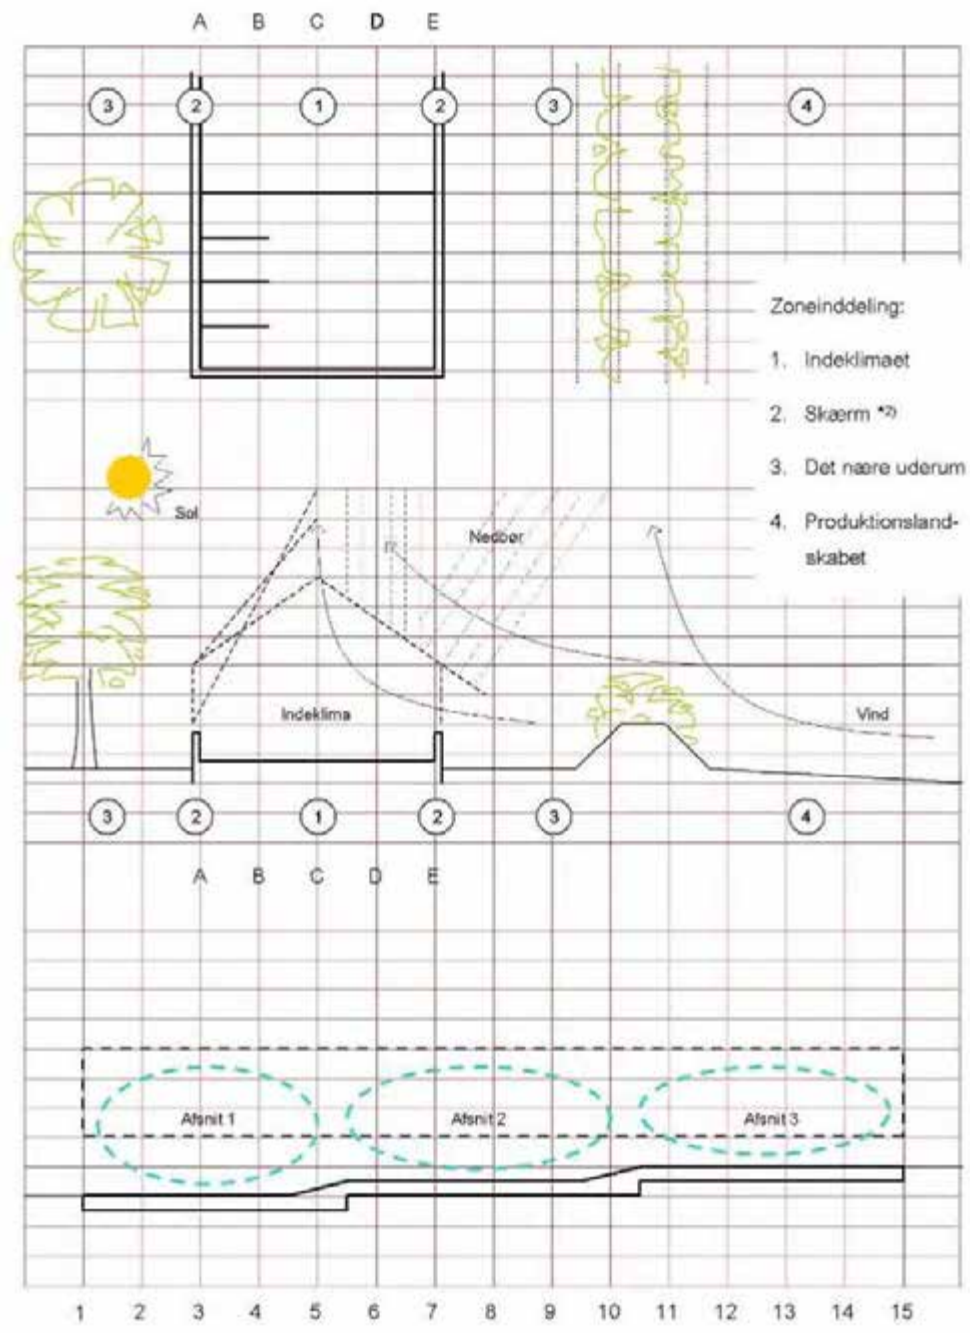 A B C D E
3 2 1 2 3 4
Zoneinddeling:
1. Indeklimaet
2. Skærm *2)
3. Det nære uderum
4. Produktionsland-
skabet
Sol
Nedbør
Indeklima
Vind
3 2 1 2 3 4
A B C D E
Afsnit 1 Afsnit 2 Afsnit 3
1 2 3 4 5 6 7 8 9 10 11 12 13 14 15